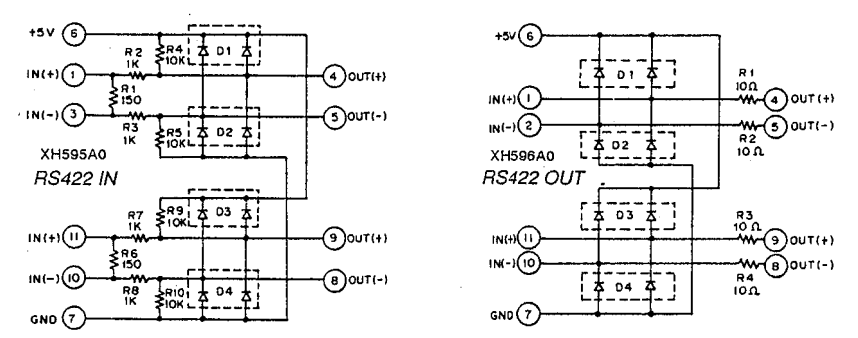 +5V 6
R2
1K
R4
10K
D1
IN(+) 1
4 OUT(+)
R1
150
IN(-) 3
5 OUT(-)
R3
1K
R5
10K
D2
XH595A0
RS422 IN
R7
1K
R9
10K
D3
IN(+) 11
9 OUT(+)
R6
150
IN(-) 10
8 OUT(-)
R8
1K
R10
10K
D4
GND 7
+5V 6
D1
R1
10Ω
IN(+) 1
4 OUT(+)
IN(-) 2
5 OUT(-)
D2
R2
10Ω
XH596A0
RS422 OUT
D3
R3
10Ω
IN(+) 11
9 OUT(+)
IN(-) 10
8 OUT(-)
D4
R4
10Ω
GND 7